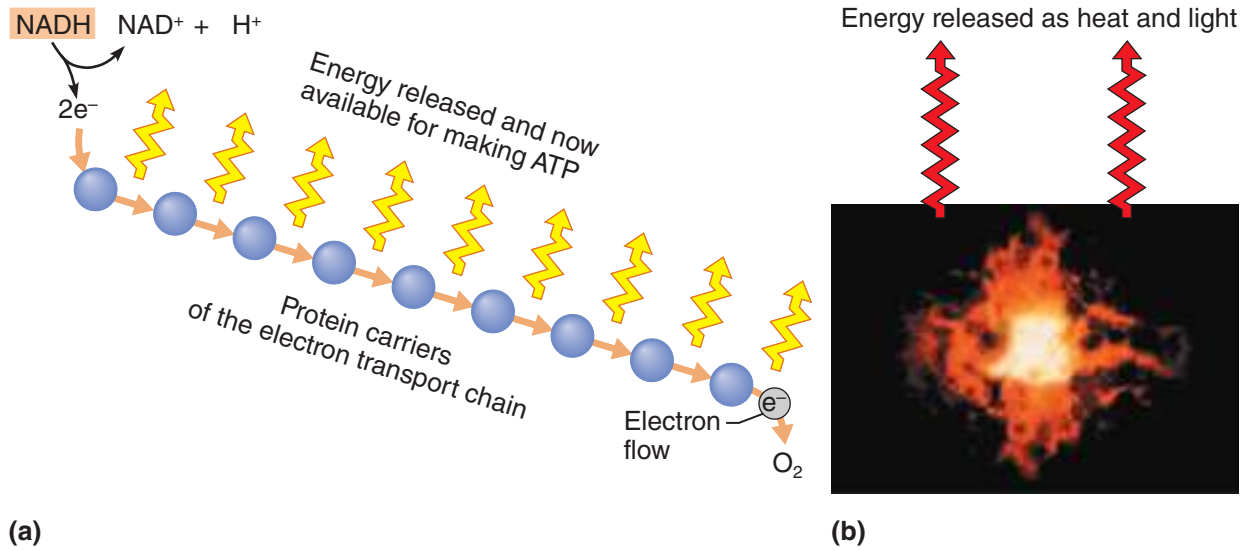 NADH NAD⁺ + H⁺
2e⁻
Energy released and now
available for making ATP
Protein carriers
of the electron transport chain
e⁻
Electron
flow
O₂
(a)
Energy released as heat and light
(b)